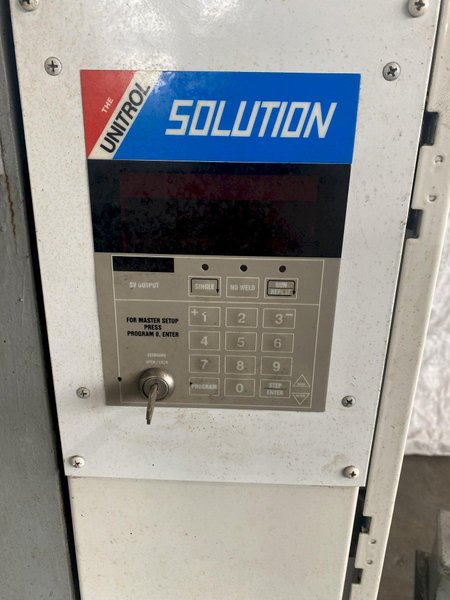 THE
UNITROL
SOLUTION
SV OUTPUT
SINGLE
NO WELD
RUN
REPEAT
FOR MASTER SETUP
PRESS
PROGRAM 0, ENTER
+ 1 2 3 -
4 5 6
7 8 9
PROGRAM 0 STEP
ENTER